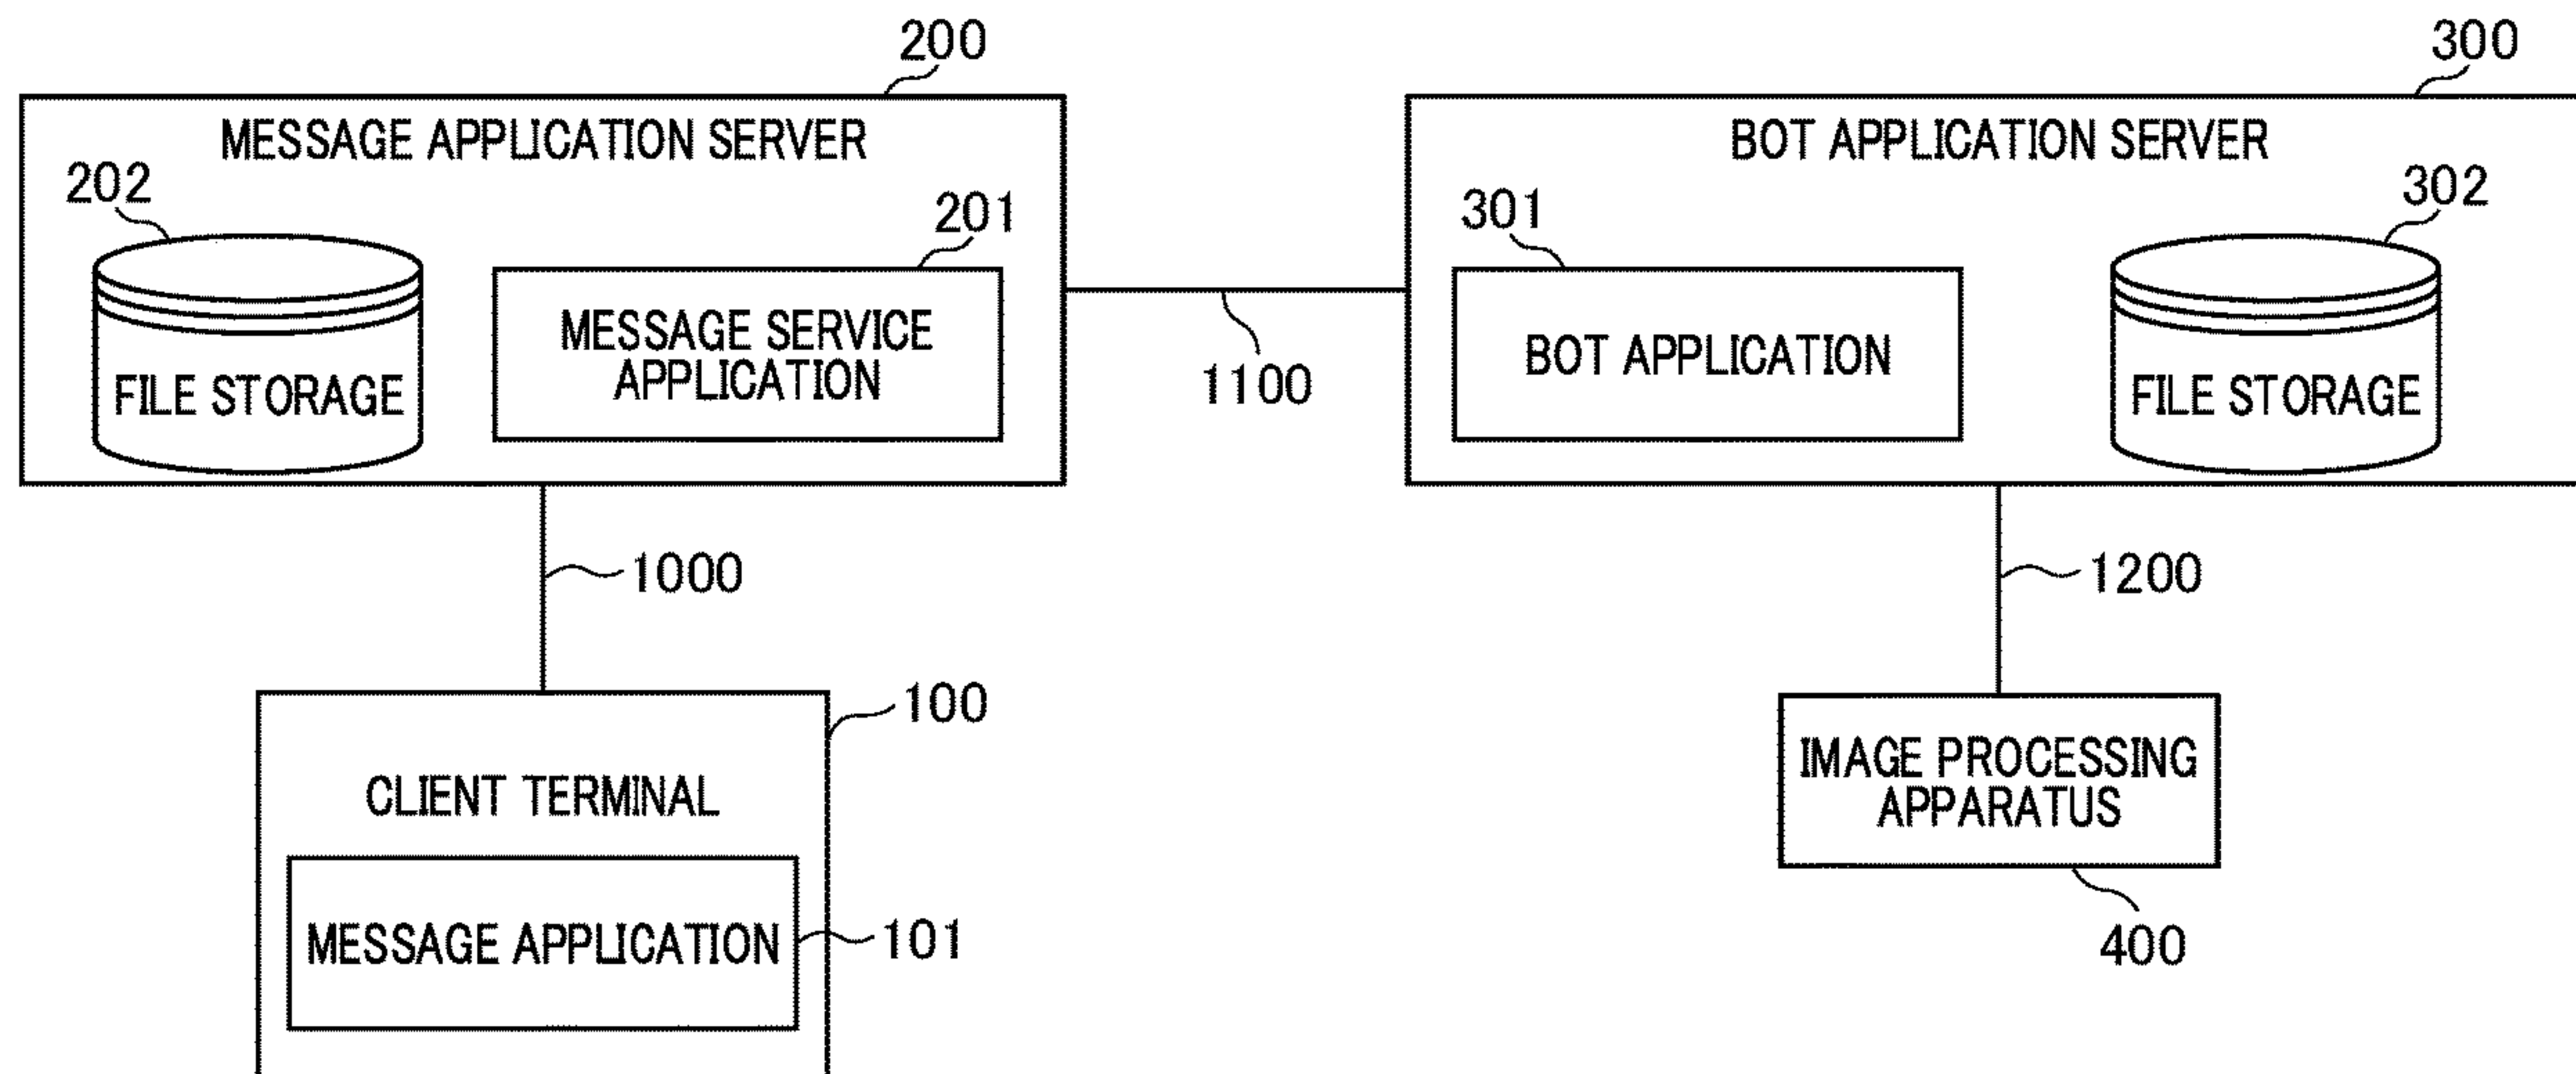 200
300
MESSAGE APPLICATION SERVER
BOT APPLICATION SERVER
202
201
301
302
FILE STORAGE
MESSAGE SERVICE
APPLICATION
BOT APPLICATION
FILE STORAGE
1100
1000
1200
100
CLIENT TERMINAL
MESSAGE APPLICATION
101
IMAGE PROCESSING
APPARATUS
400